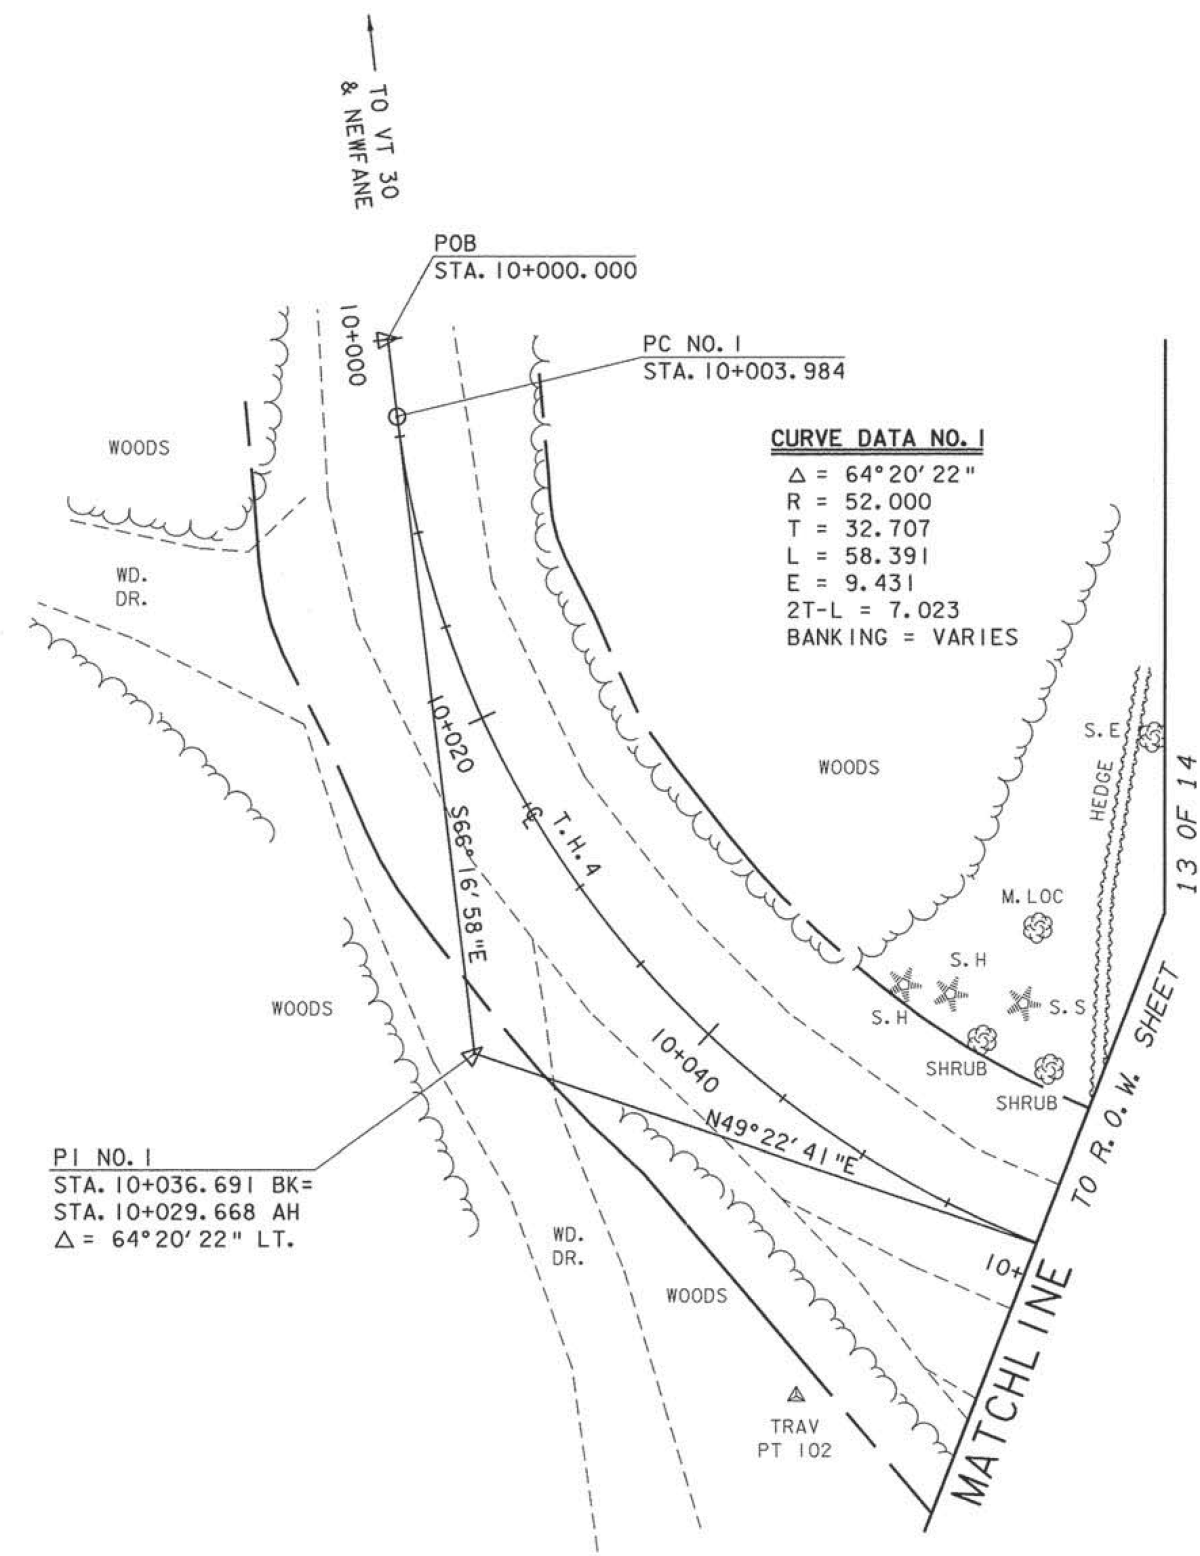 TO VT 30
& NEWFANE
POB
STA. 10+000.000
10+000
PC NO. 1
STA. 10+003.984
WOODS
CURVE DATA NO. 1
Δ = 64°20'22"
R = 52.000
T = 32.707
L = 58.391
E = 9.431
2T-L = 7.023
BANKING = VARIES
WD.
DR.
10+020
S66°16'58"E
℄
T.H.4
WOODS
S.E
HEDGE
13 OF 14
M.LOC
S.H
S.H
S.S
SHRUB
SHRUB
WOODS
10+040
N49°22'41"E
PI NO. 1
STA. 10+036.691 BK=
STA. 10+029.668 AH
Δ = 64°20'22" LT.
WD.
DR.
WOODS
10+
MATCHLINE
TO R.O.W. SHEET
TRAV
PT 102